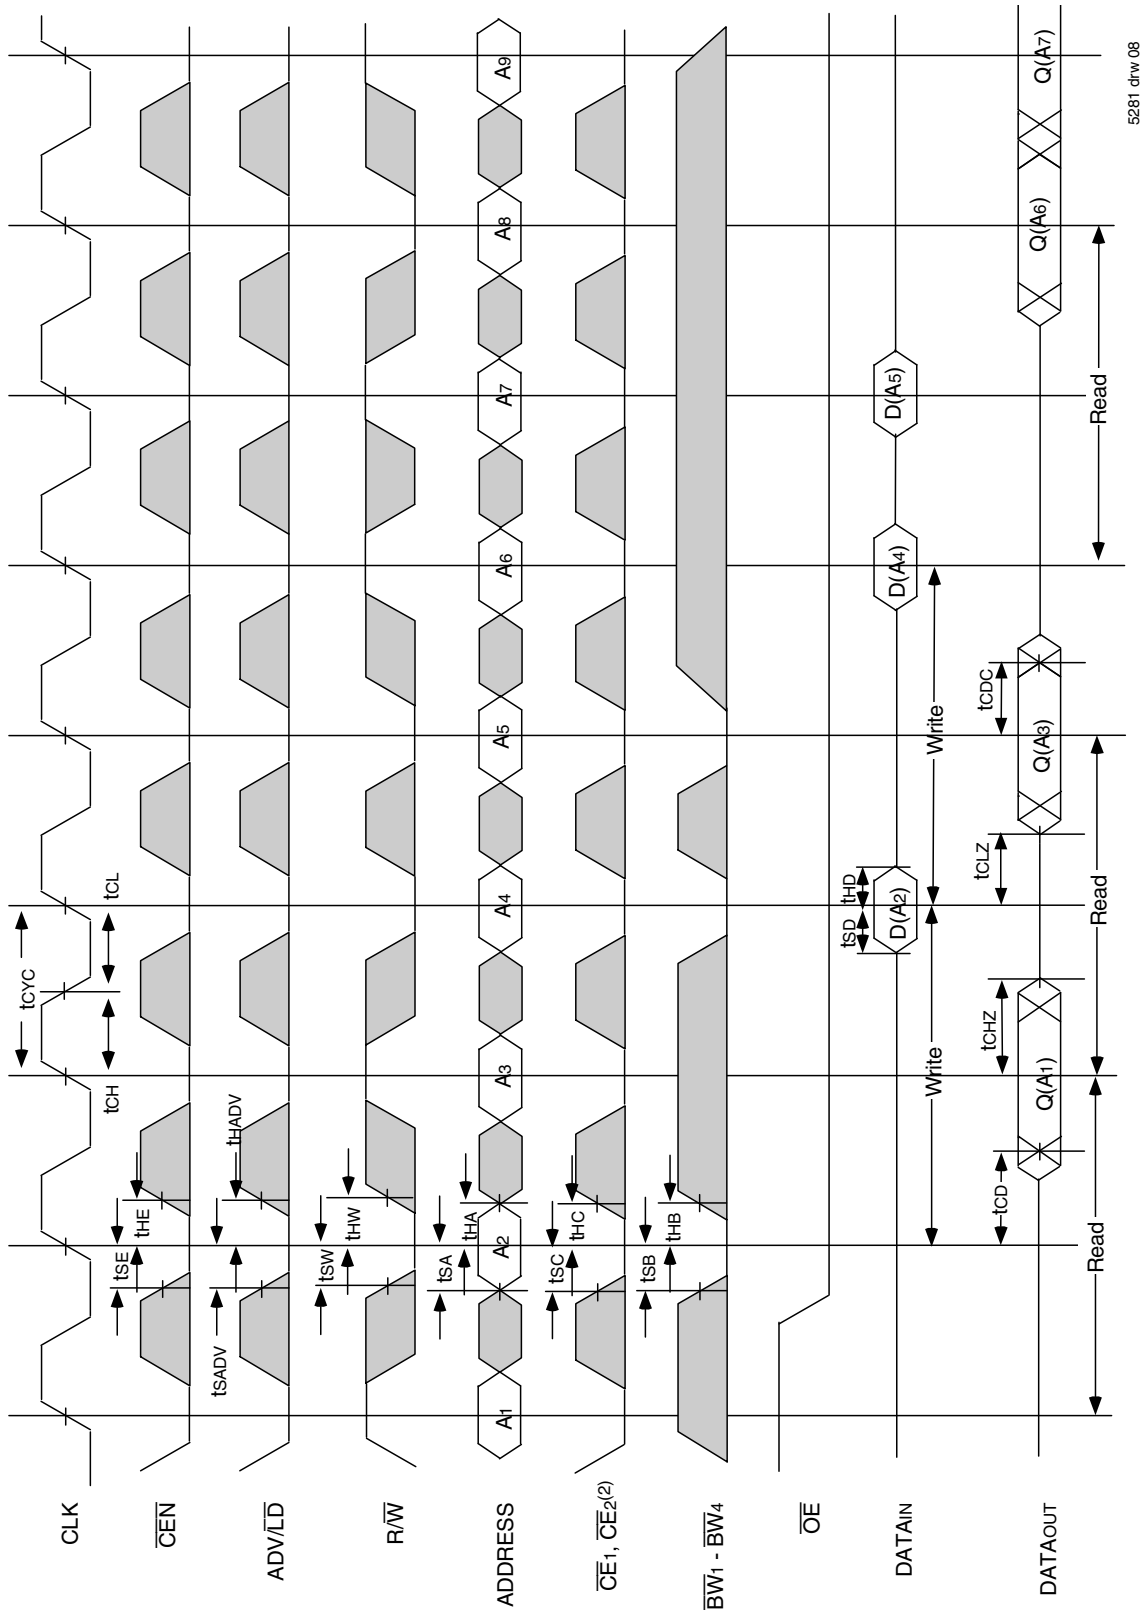 CLK
tCYC
tCH
tCL
CEN
tSE
tHE
ADV/LD
tSADV
tHADV
R/W
tSW
tHW
ADDRESS
tSA
tHA
A1
A2
A3
A4
A5
A6
A7
A8
A9
CE1, CE2(2)
tSC
tHC
BW1 - BW4
tSB
tHB
OE
DATAIN
tSD
tHD
D(A2)
D(A4)
D(A5)
Write
Write
DATAOUT
tCD
tCHZ
tCLZ
tCDC
Q(A1)
Q(A3)
Q(A6)
Q(A7)
Read
Read
Read
5281 drw 08